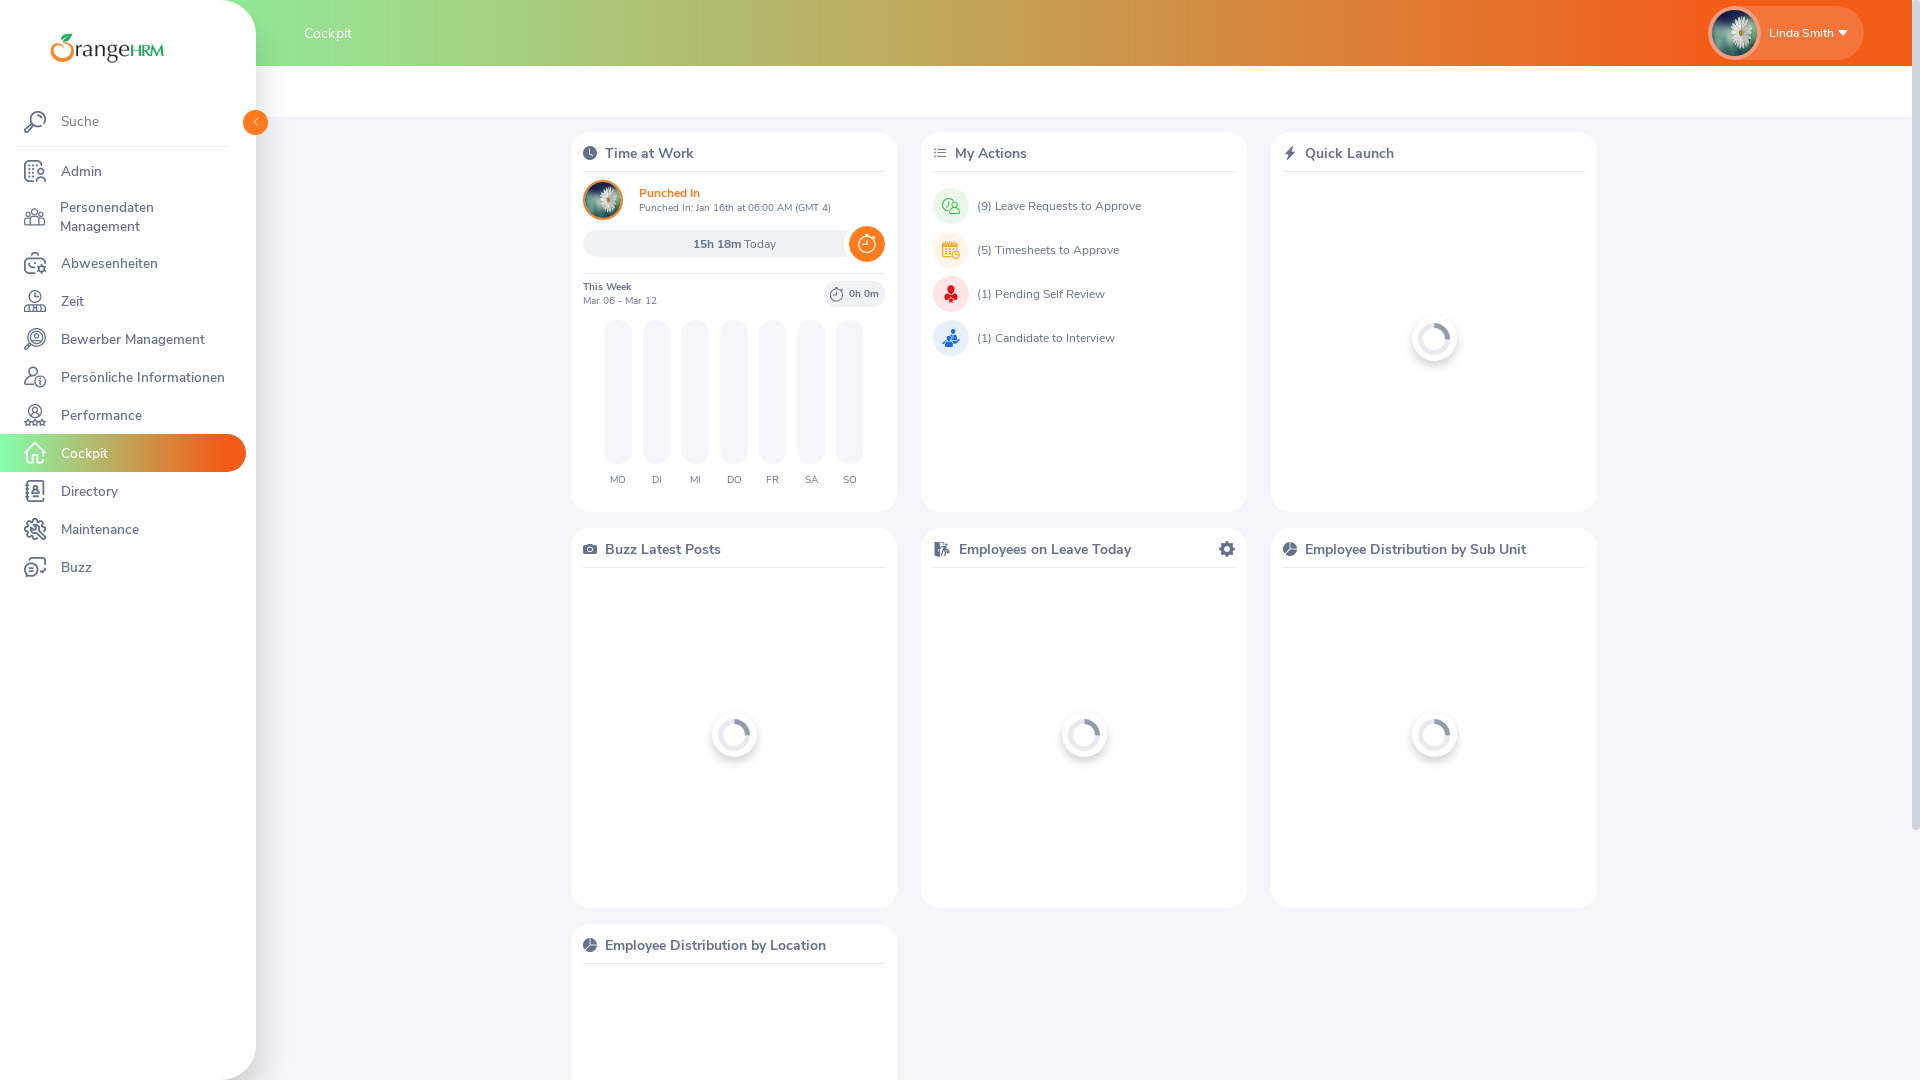 OrangeHRM
Suche
Admin
Personendaten
Management
Abwesenheiten
Zeit
Bewerber Management
Persönliche Informationen
Performance
Cockpit
Directory
Maintenance
Buzz
Cockpit
Linda Smith
Time at Work
Punched In
Punched In: Jan 16th at 06:00 AM (GMT 4)
15h 18m Today
This Week
Mar 06 - Mar 12
0h 0m
MO DI MI DO FR SA SO
My Actions
(9) Leave Requests to Approve
(5) Timesheets to Approve
(1) Pending Self Review
(1) Candidate to Interview
Quick Launch
Buzz Latest Posts
Employees on Leave Today
Employee Distribution by Sub Unit
Employee Distribution by Location